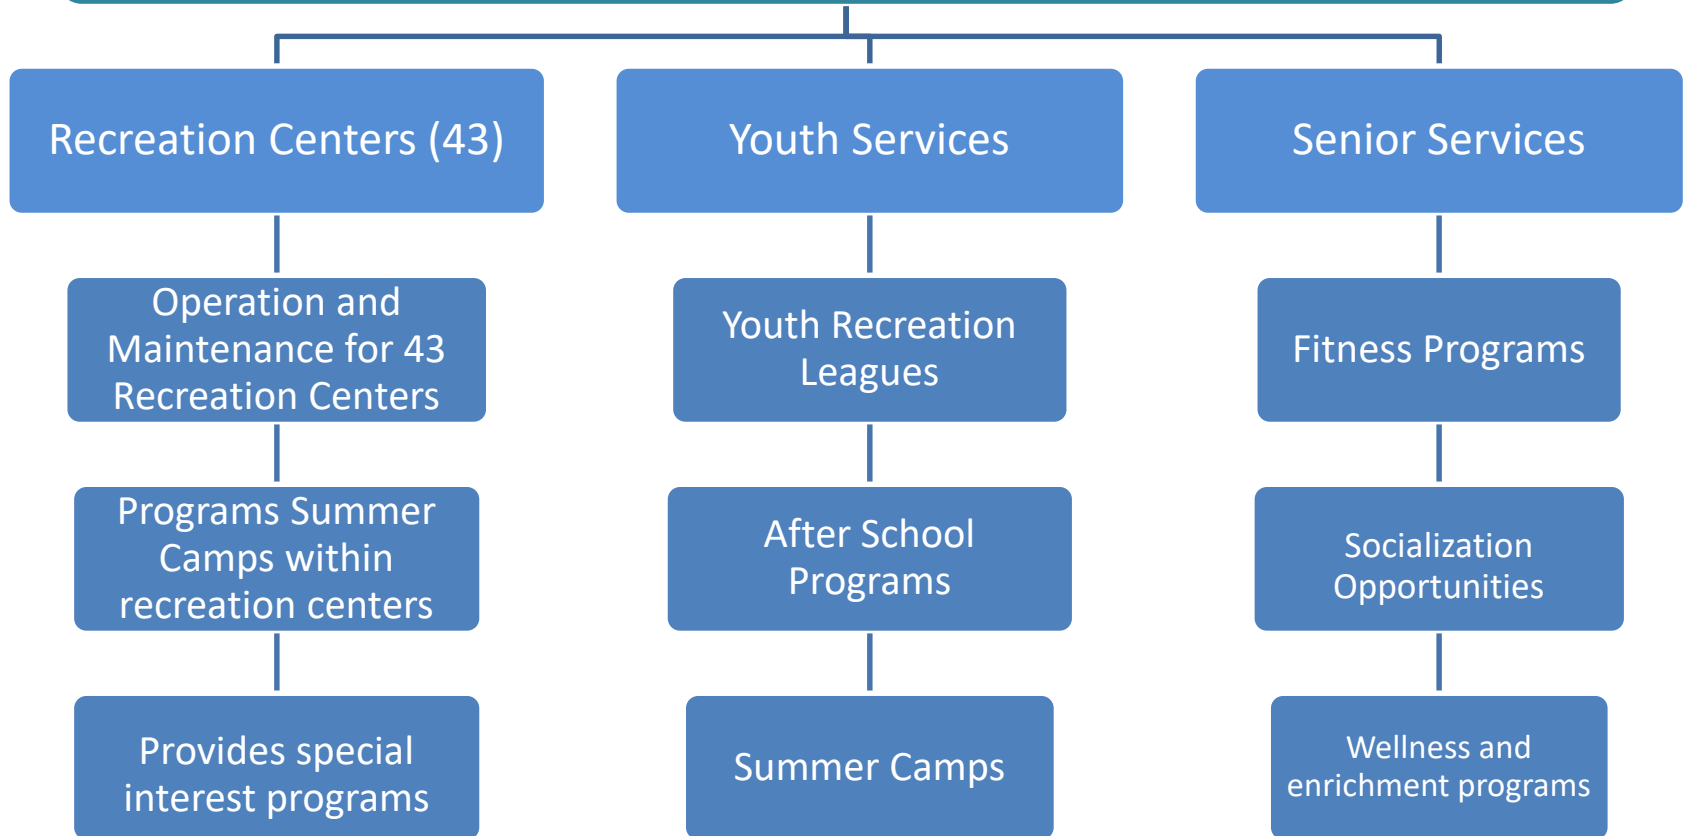 Recreation Centers (43)
Youth Services
Senior Services
Operation and
Maintenance for 43
Recreation Centers
Youth Recreation
Leagues
Fitness Programs
Programs Summer
Camps within
recreation centers
After School
Programs
Socialization
Opportunities
Provides special
interest programs
Summer Camps
Wellness and
enrichment programs